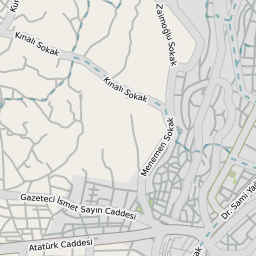 Zaimoğlu Sokak
Kınalı Sokak
Kınalı Sokak
Menemen Sokak
Gazeteci İsmet Sayın Caddesi
Dr. Sami Ya
Atatürk Caddesi